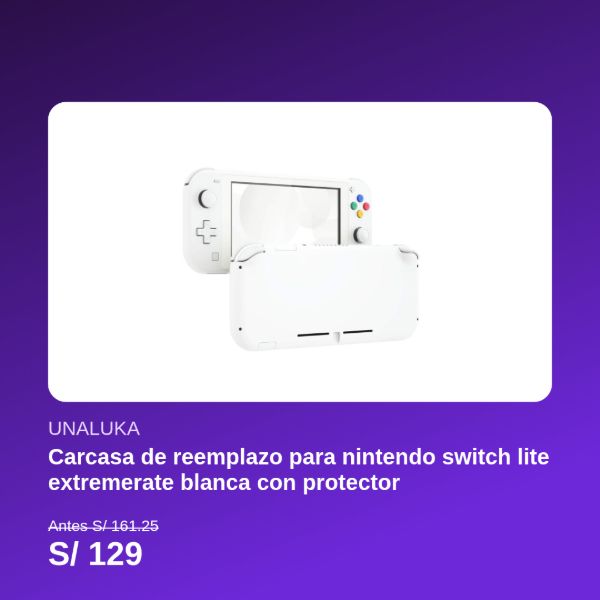 UNALUKA
Carcasa de reemplazo para nintendo switch lite
extremerate blanca con protector
Antes S/ 161.25
S/ 129